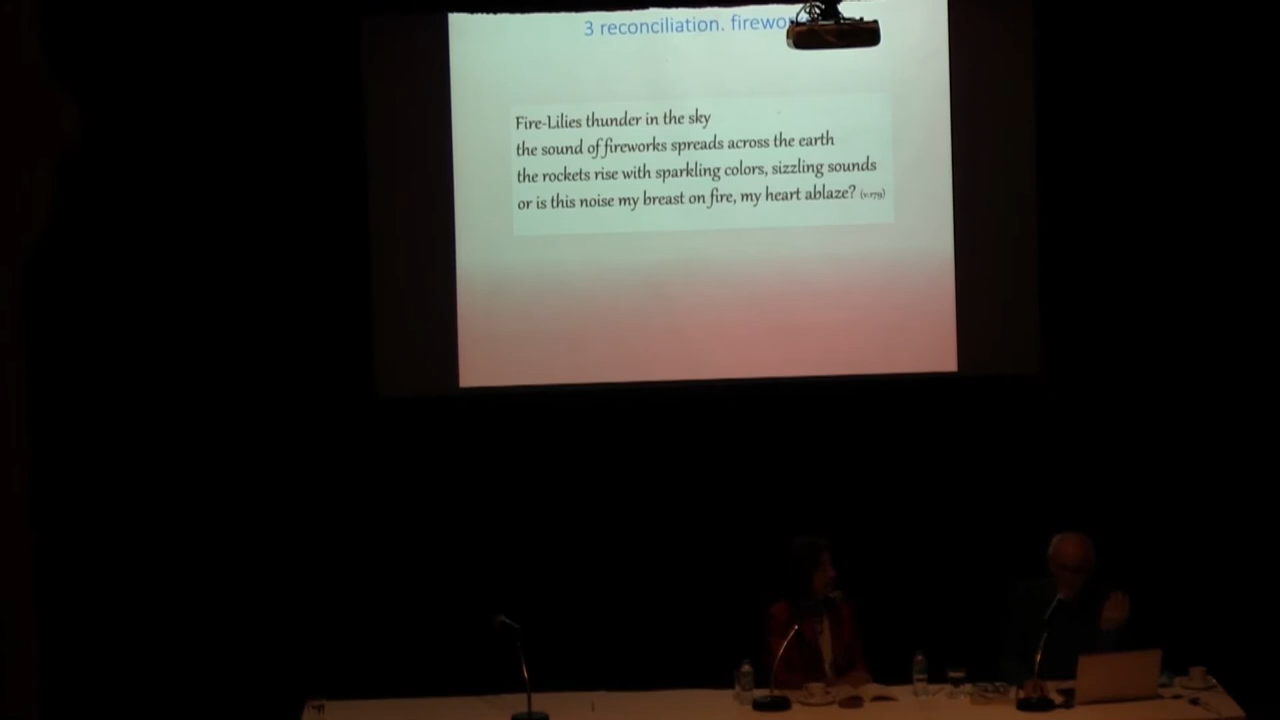 3 reconciliation.
Fire-Lilies thunder in the sky
the sound of fireworks spreads across the earth
the rockets rise with sparkling colors, sizzling sounds
or is this noise my breast on fire, my heart ablaze? (v.179)